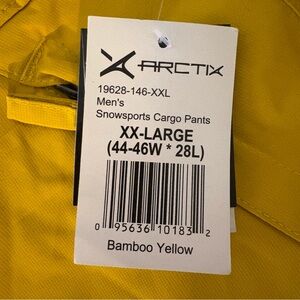 ARCTIX
19628-146-XXL
Men's
Snowsports Cargo Pants
XX-LARGE
(44-46W * 28L)
0 95636 10183 2
Bamboo Yellow